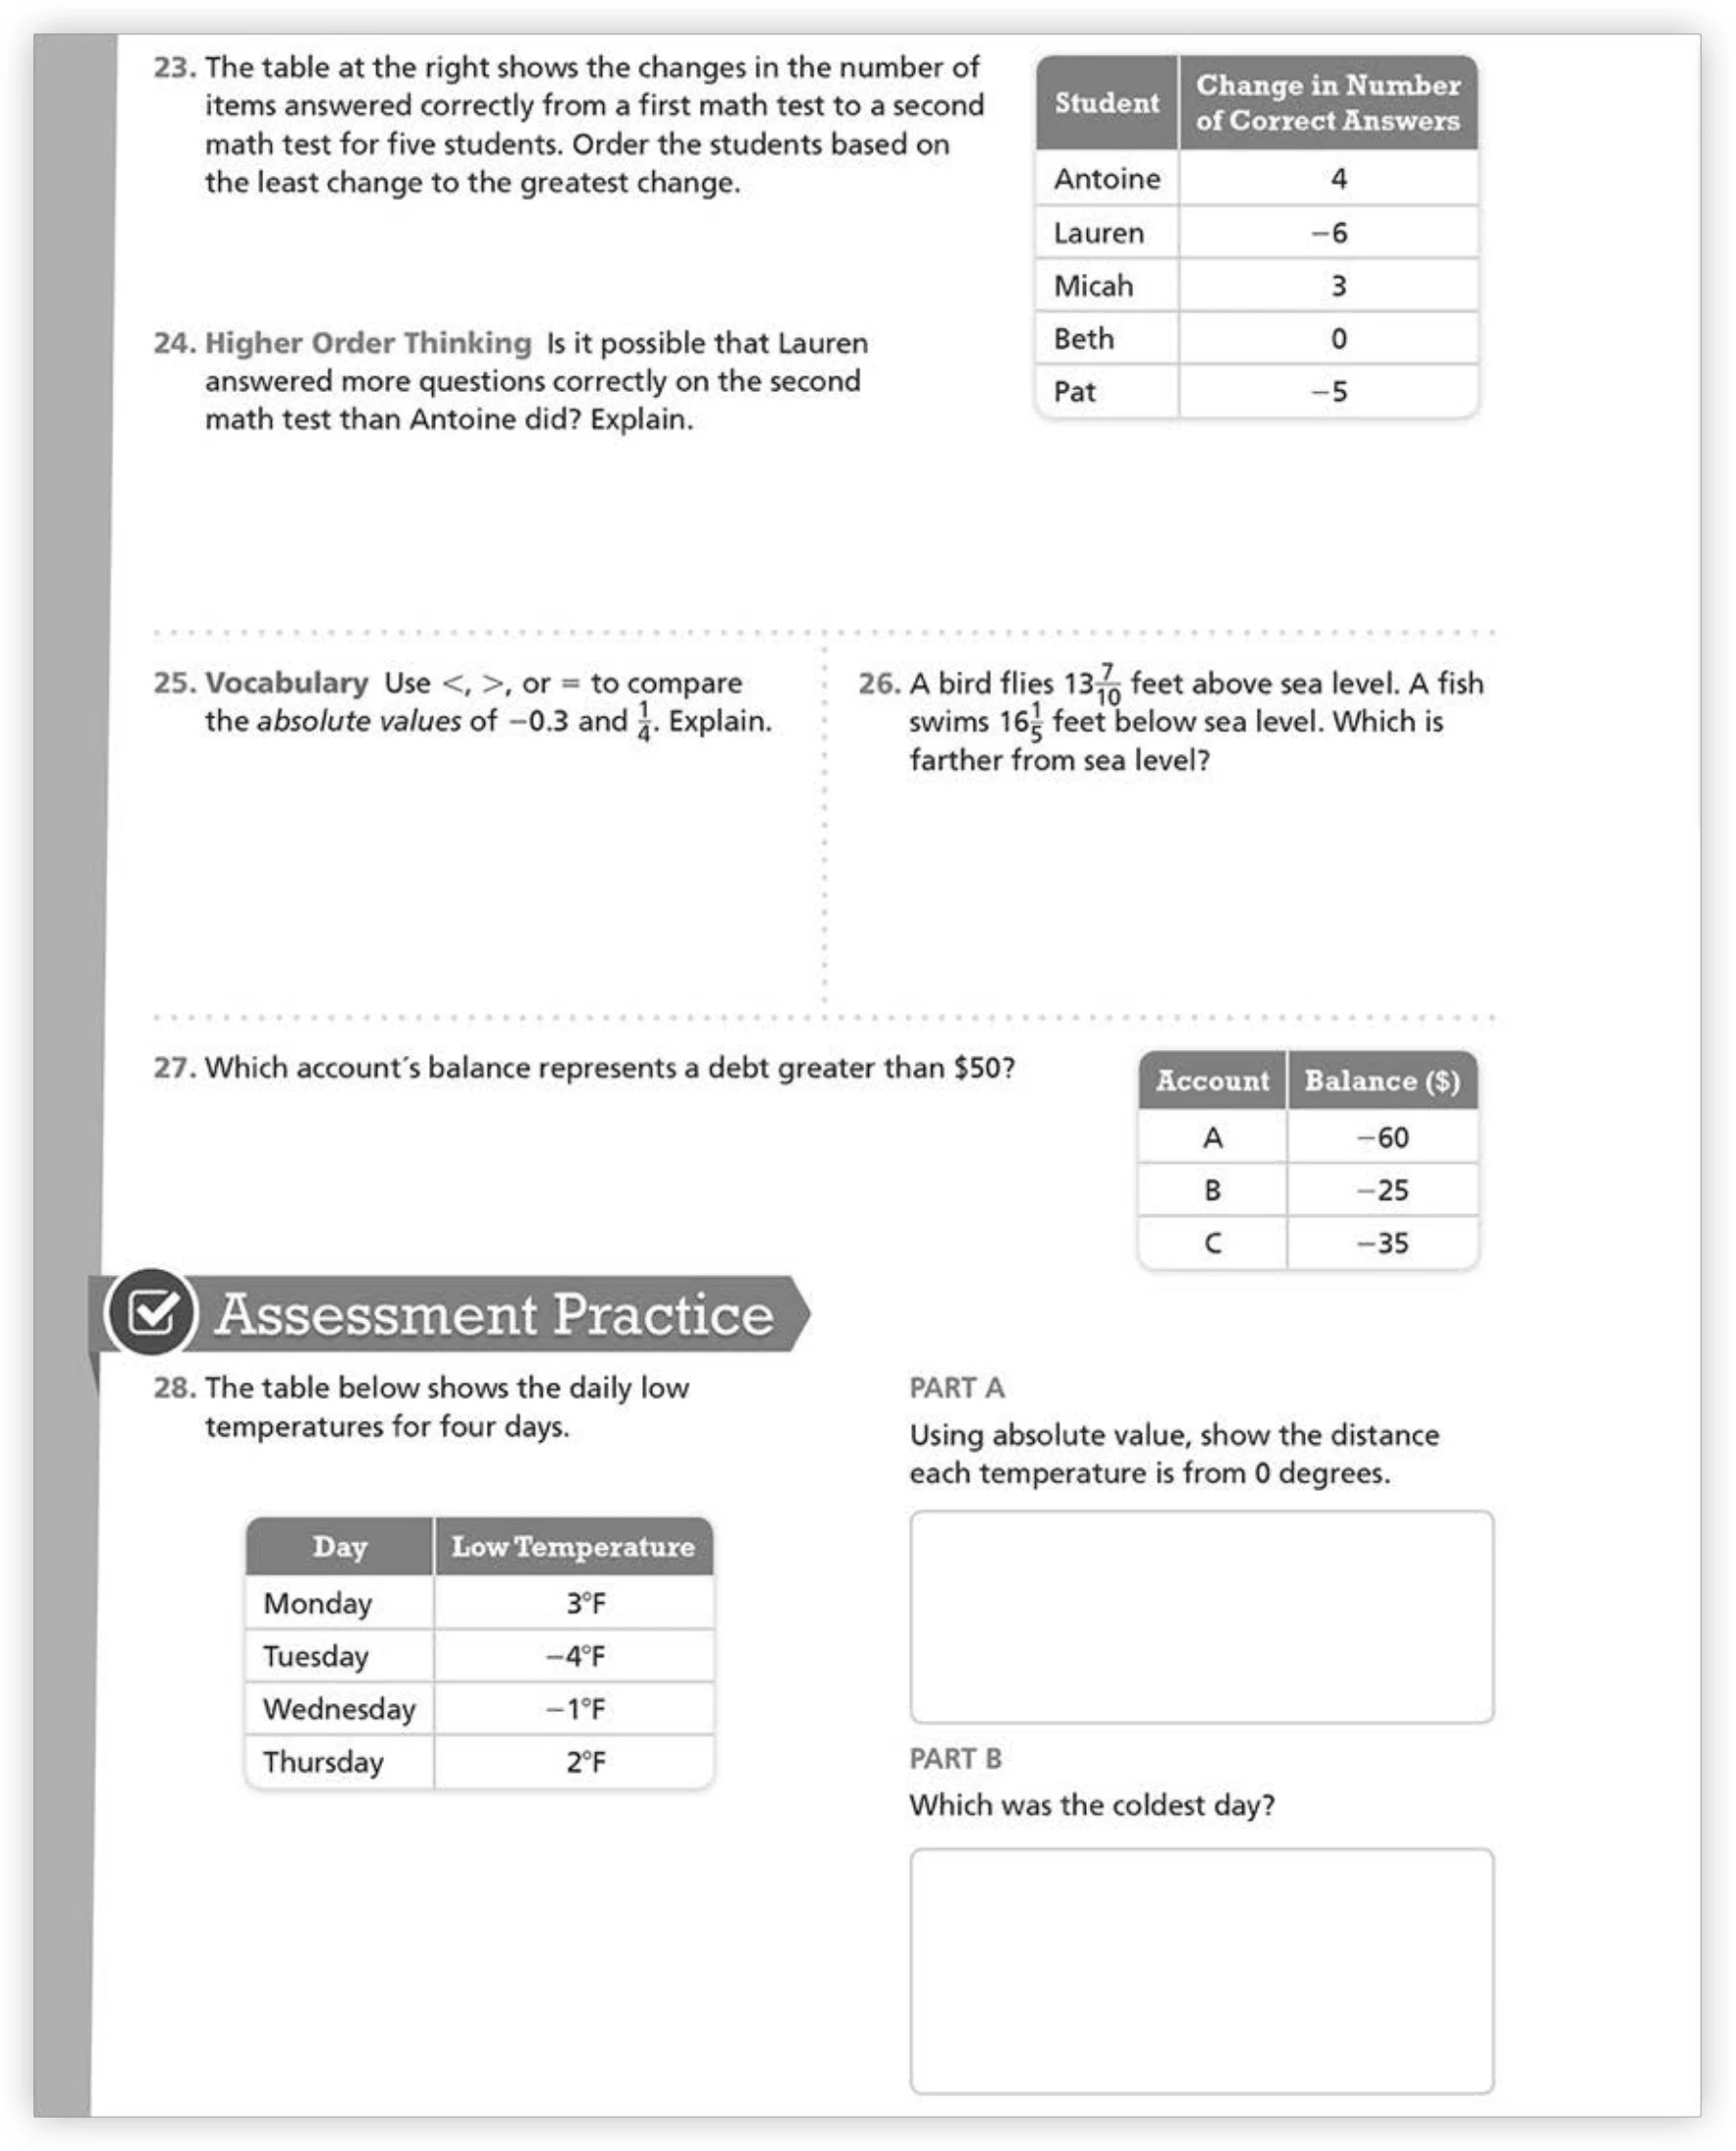 23. The table at the right shows the changes in the number of
items answered correctly from a first math test to a second
math test for five students. Order the students based on
the least change to the greatest change.
Student Change in Number of Correct Answers
Antoine 4
Lauren −6
Micah 3
Beth 0
Pat −5
24. Higher Order Thinking Is it possible that Lauren
answered more questions correctly on the second
math test than Antoine did? Explain.
25. Vocabulary Use <, >, or = to compare
the absolute values of −0.3 and 1/4. Explain.
26. A bird flies 13 7/10 feet above sea level. A fish
swims 16 1/5 feet below sea level. Which is
farther from sea level?
27. Which account´s balance represents a debt greater than $50?
Account Balance ($)
A −60
B −25
C −35
Assessment Practice
28. The table below shows the daily low
temperatures for four days.
Day Low Temperature
Monday 3°F
Tuesday −4°F
Wednesday −1°F
Thursday 2°F
PART A
Using absolute value, show the distance
each temperature is from 0 degrees.
PART B
Which was the coldest day?